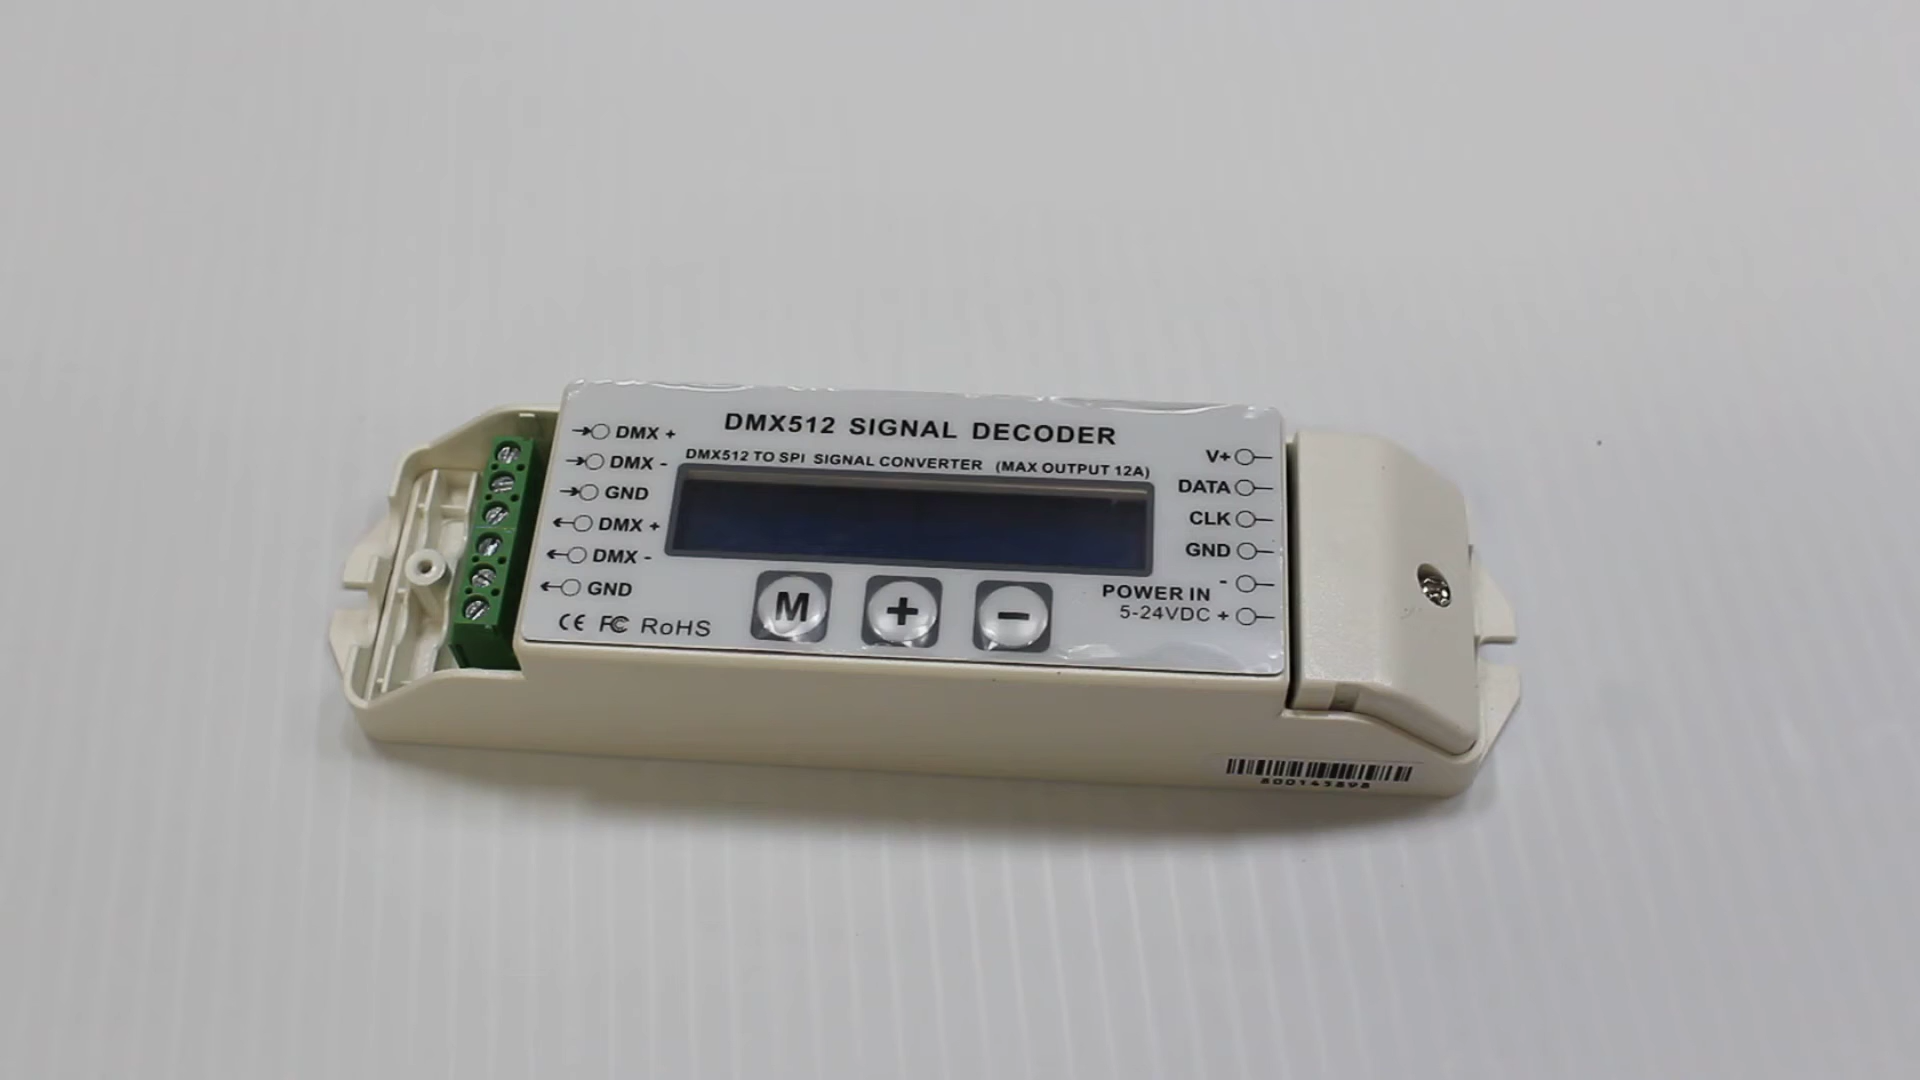 DMX512 SIGNAL DECODER
DMX512 TO SPI SIGNAL CONVERTER (MAX OUTPUT 12A)
DMX +
DMX -
GND
DMX +
DMX -
GND
CE FC RoHS
M
+
-
V+
DATA
CLK
GND
POWER IN -
5-24VDC +